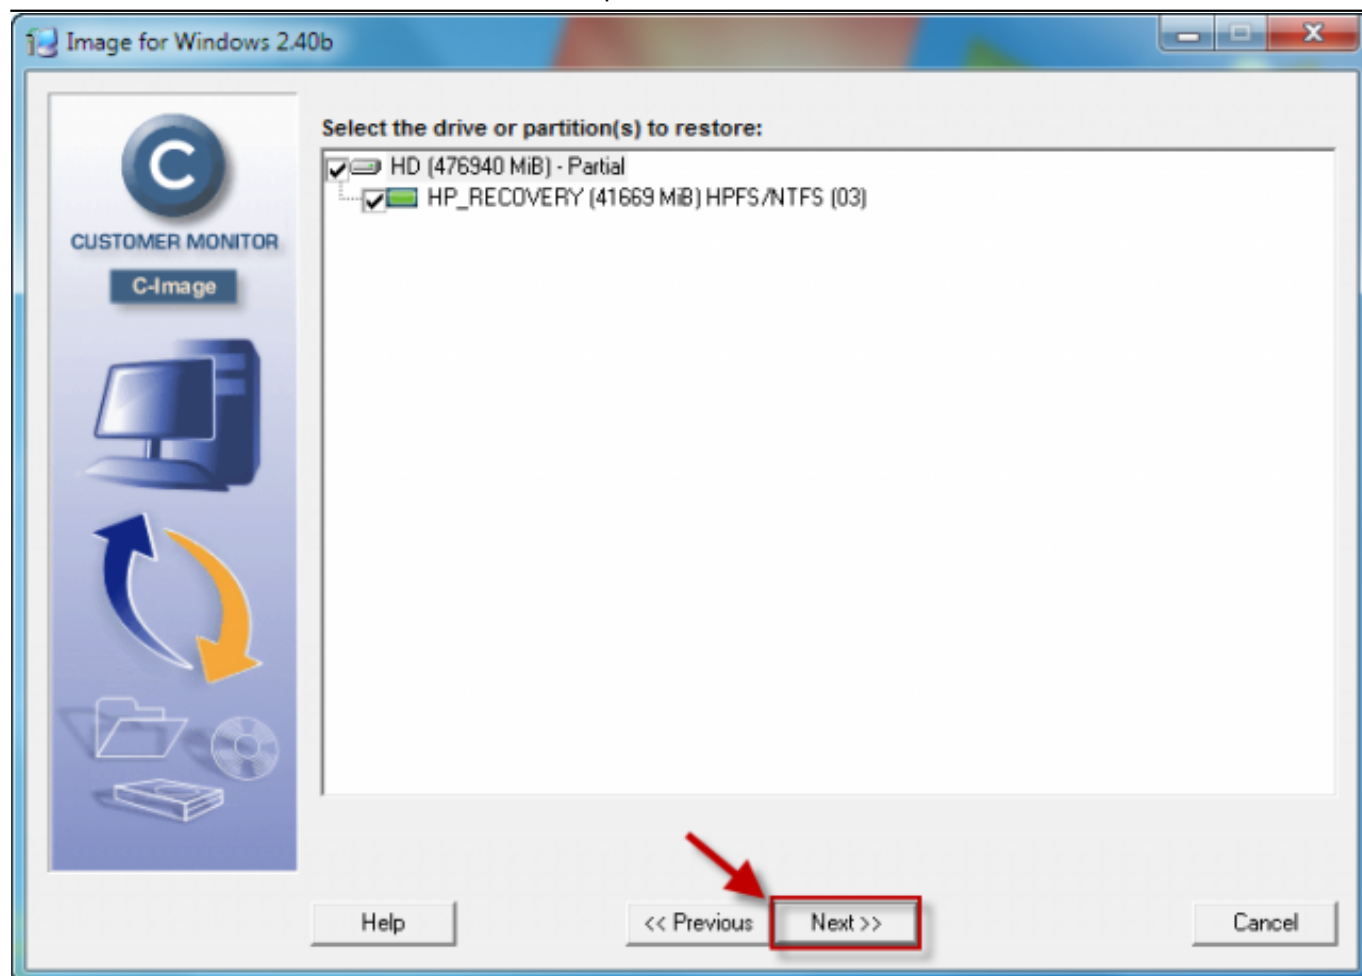 Image for Windows 2.40b
C
CUSTOMER MONITOR
C-Image
Select the drive or partition(s) to restore:
HD (476940 MiB) - Partial
HP_RECOVERY (41669 MiB) HPFS/NTFS (03)
Help
<< Previous
Next >>
Cancel